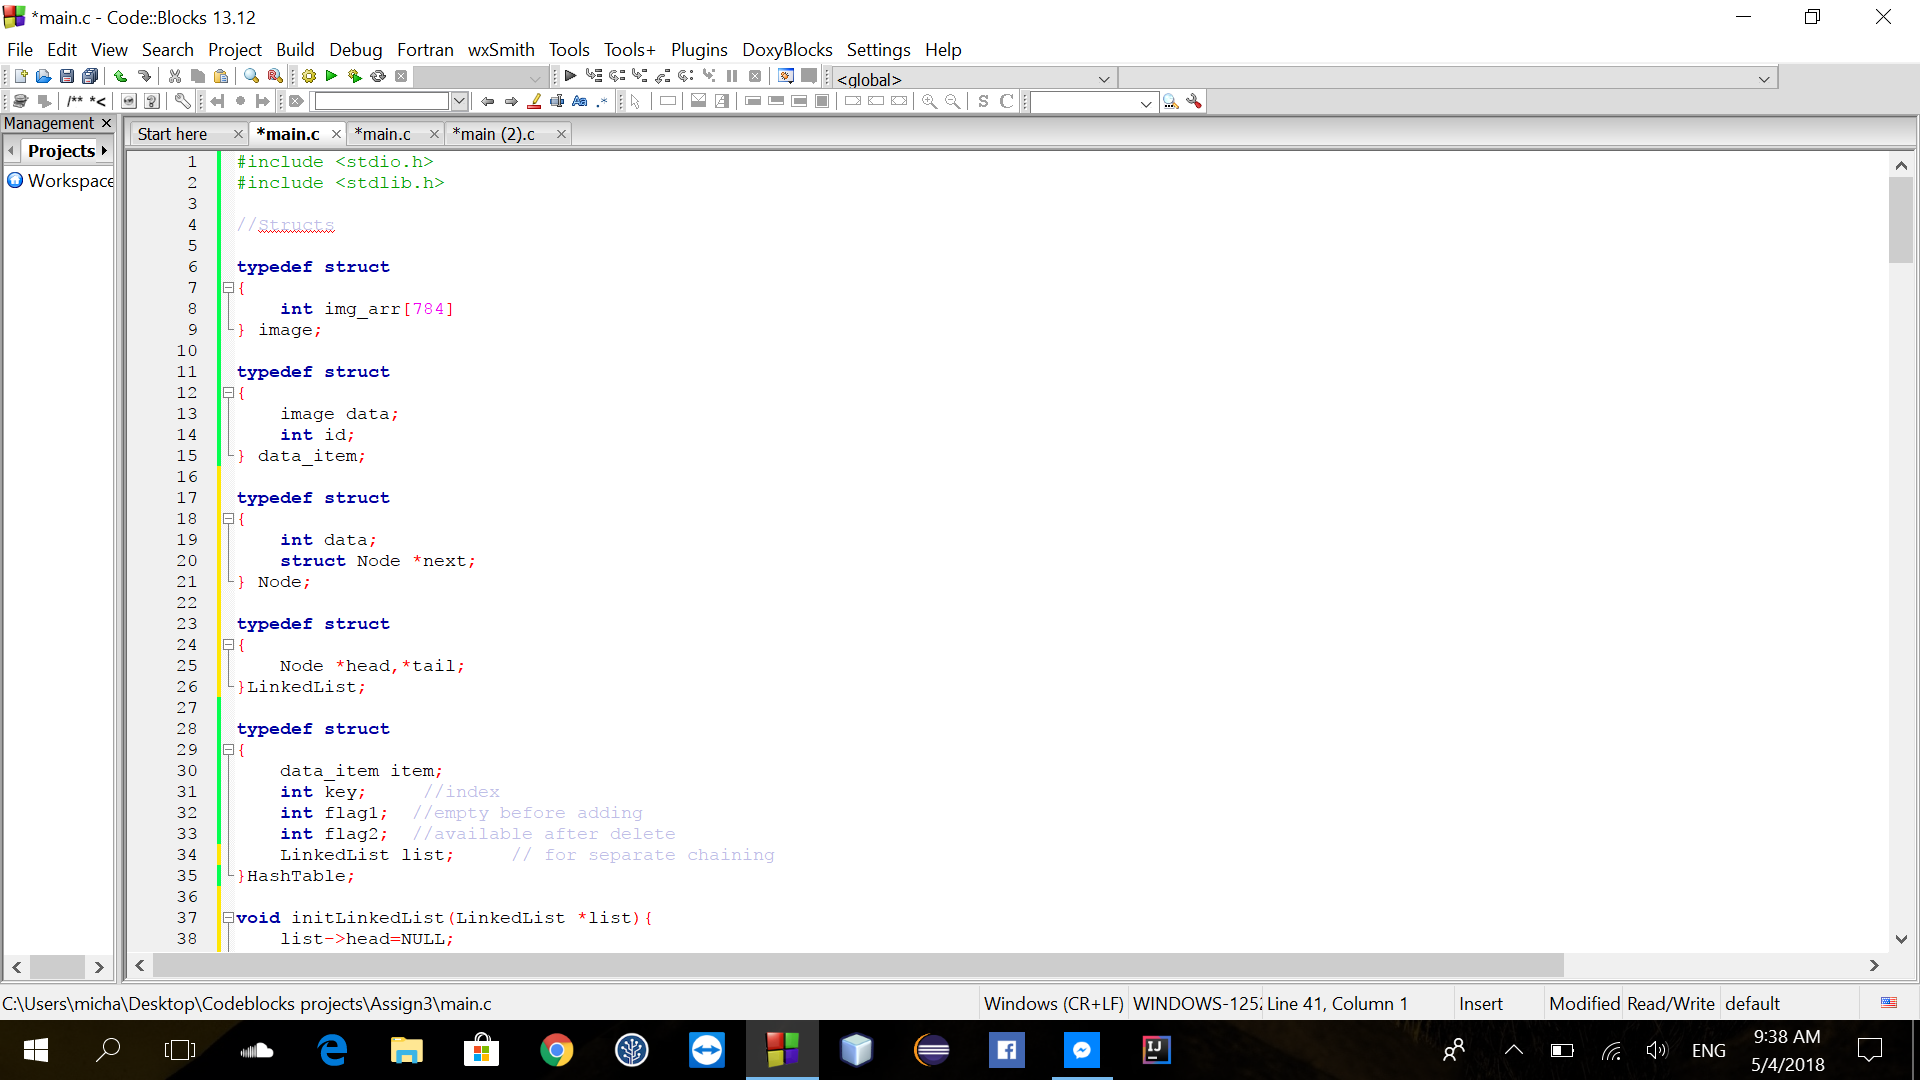 *main.c - Code::Blocks 13.12
File Edit View Search Project Build Debug Fortran wxSmith Tools Tools+ Plugins DoxyBlocks Settings Help
<global>
/** *< Aa .* S C
Management
Projects
Workspace
Start here *main.c *main.c *main (2).c
1 #include <stdio.h>
2 #include <stdlib.h>
3
4 //Structs
5
6 typedef struct
7 {
8     int img_arr[784]
9 } image;
10
11 typedef struct
12 {
13     image data;
14     int id;
15 } data_item;
16
17 typedef struct
18 {
19     int data;
20     struct Node *next;
21 } Node;
22
23 typedef struct
24 {
25     Node *head,*tail;
26 }LinkedList;
27
28 typedef struct
29 {
30     data_item item;
31     int key;     //index
32     int flag1;  //empty before adding
33     int flag2;  //available after delete
34     LinkedList list;     // for separate chaining
35 }HashTable;
36
37 void initLinkedList(LinkedList *list){
38     list->head=NULL;
C:\Users\micha\Desktop\Codeblocks projects\Assign3\main.c Windows (CR+LF) WINDOWS-1252 Line 41, Column 1 Insert Modified Read/Write default
IJ
ENG
9:38 AM
5/4/2018